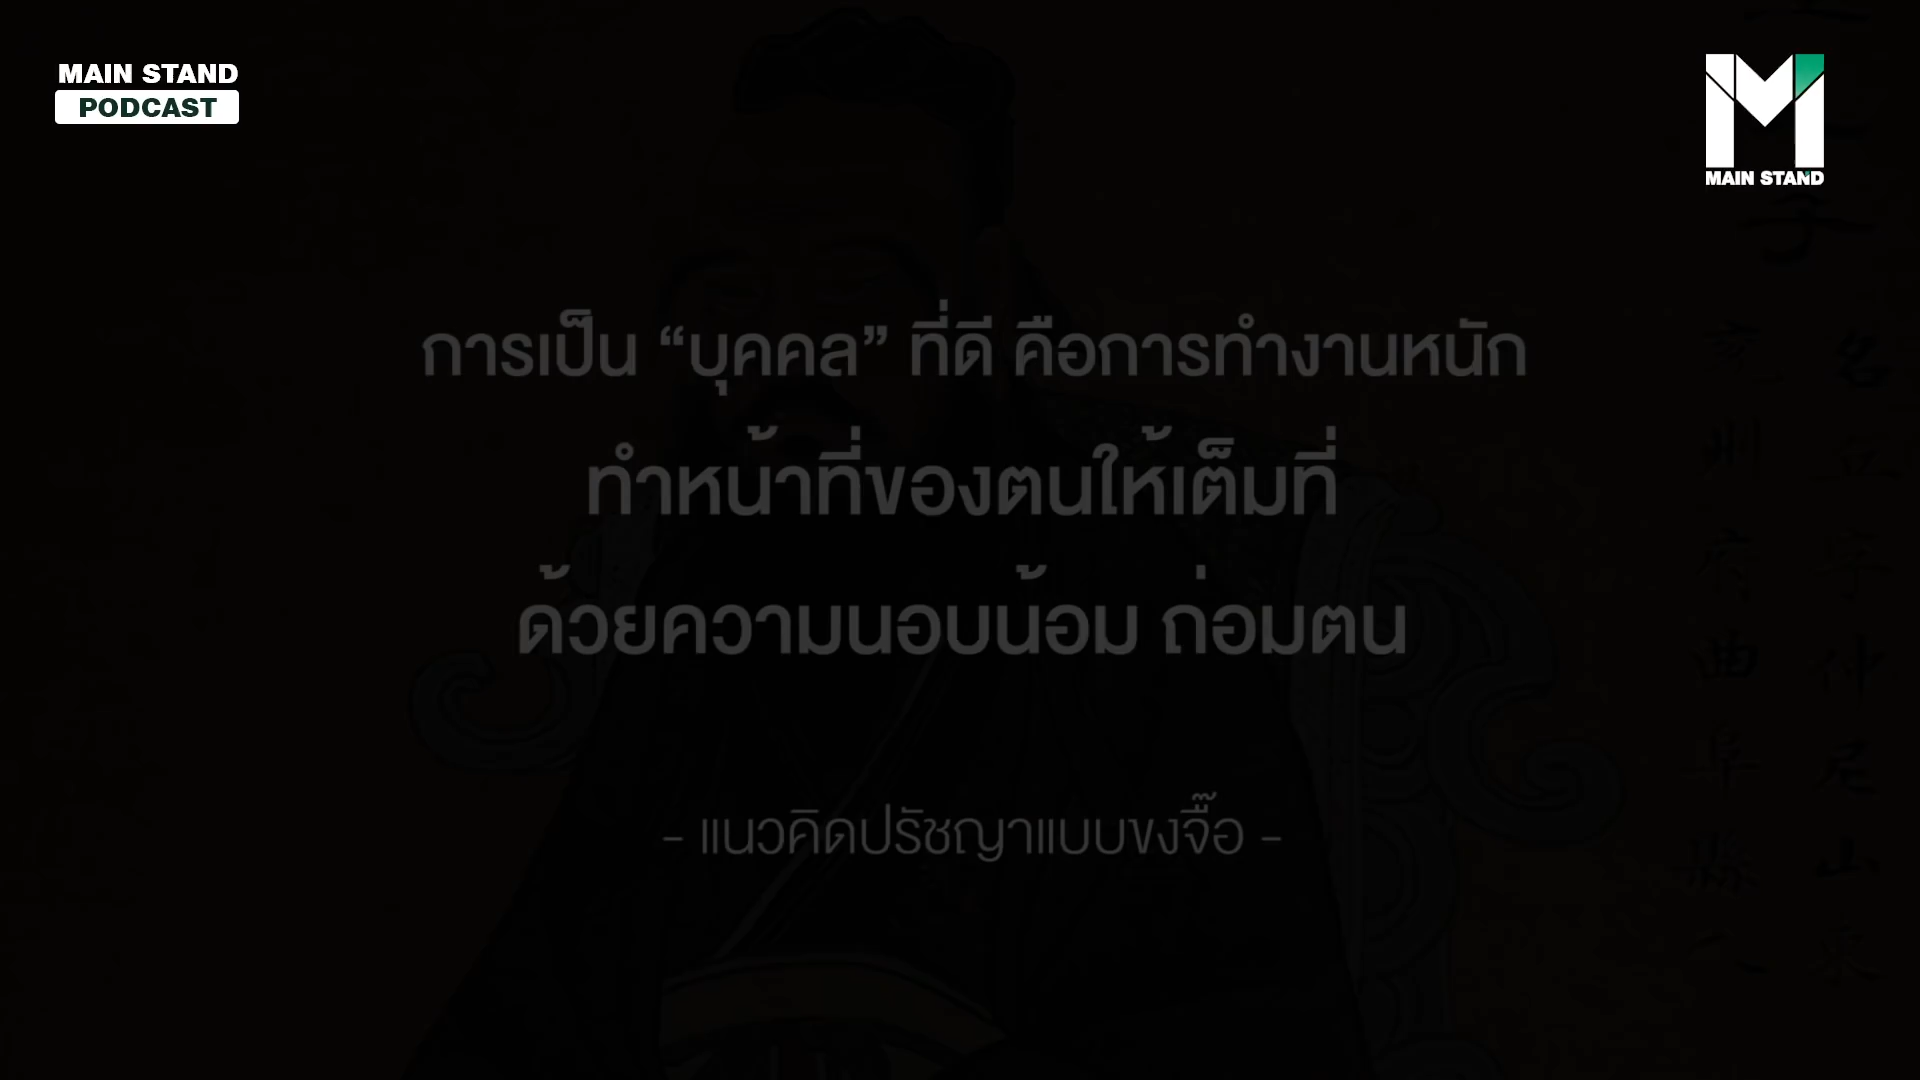 MAIN STAND
PODCAST
MAIN STAND
การเป็น “บุคคล” ที่ดี คือการทำงานหนัก
ทำหน้าที่ของตนให้เต็มที่
ด้วยความนอบน้อม ถ่อมตน
- แนวคิดปรัชญาแบบขงจื๊อ -